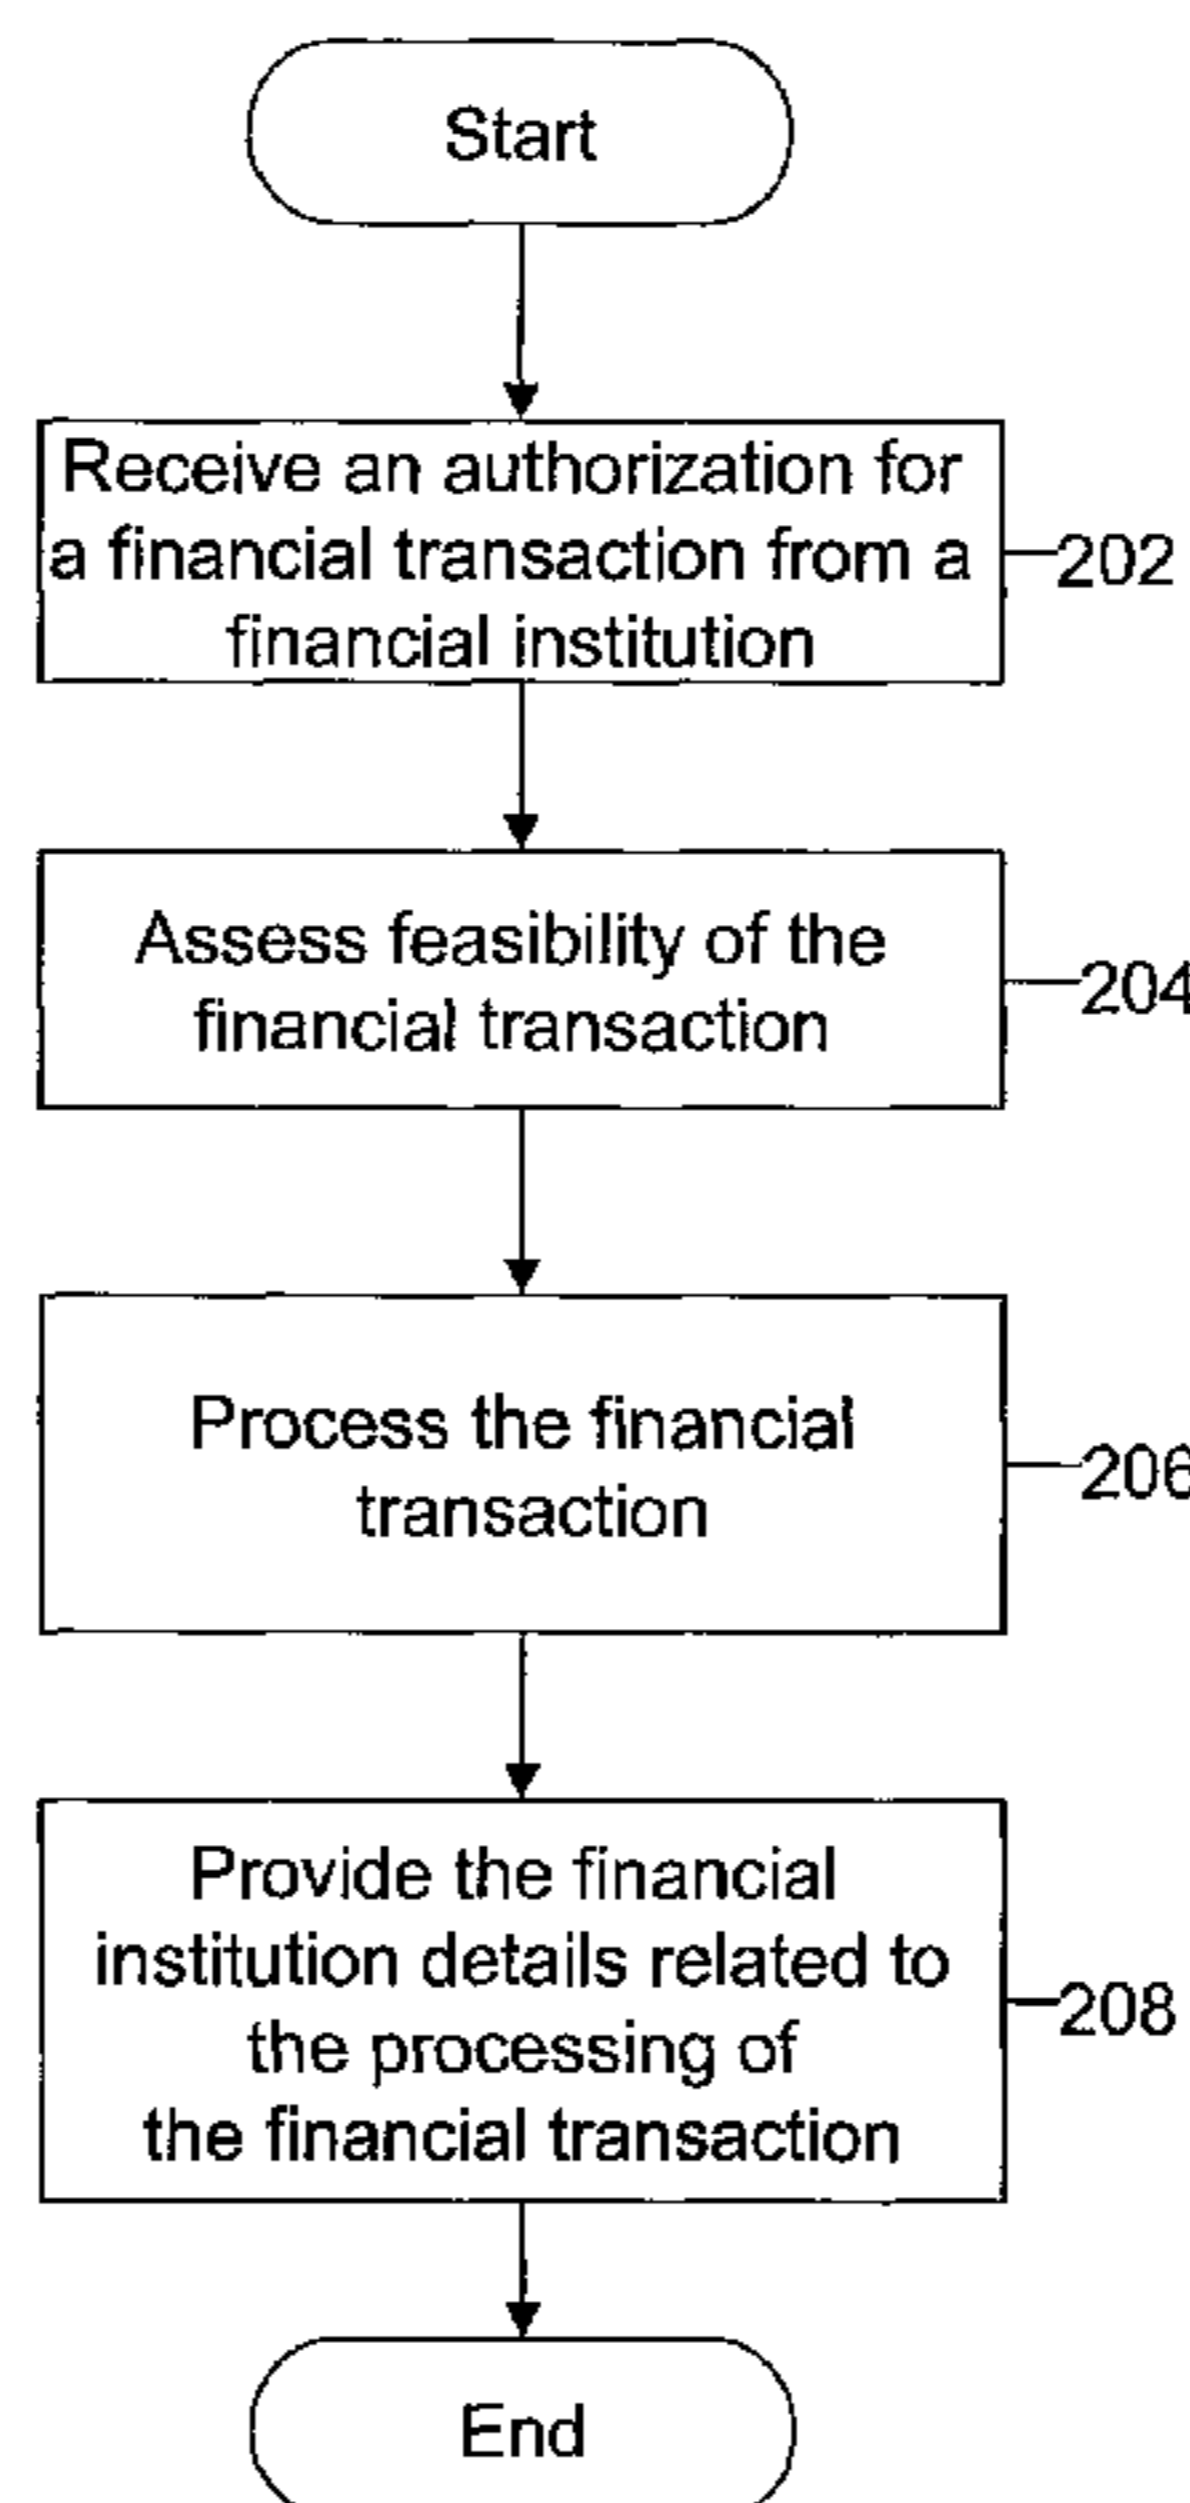 Start
Receive an authorization for
a financial transaction from a
financial institution
202
Assess feasibility of the
financial transaction
204
Process the financial
transaction
206
Provide the financial
institution details related to
the processing of
the financial transaction
208
End